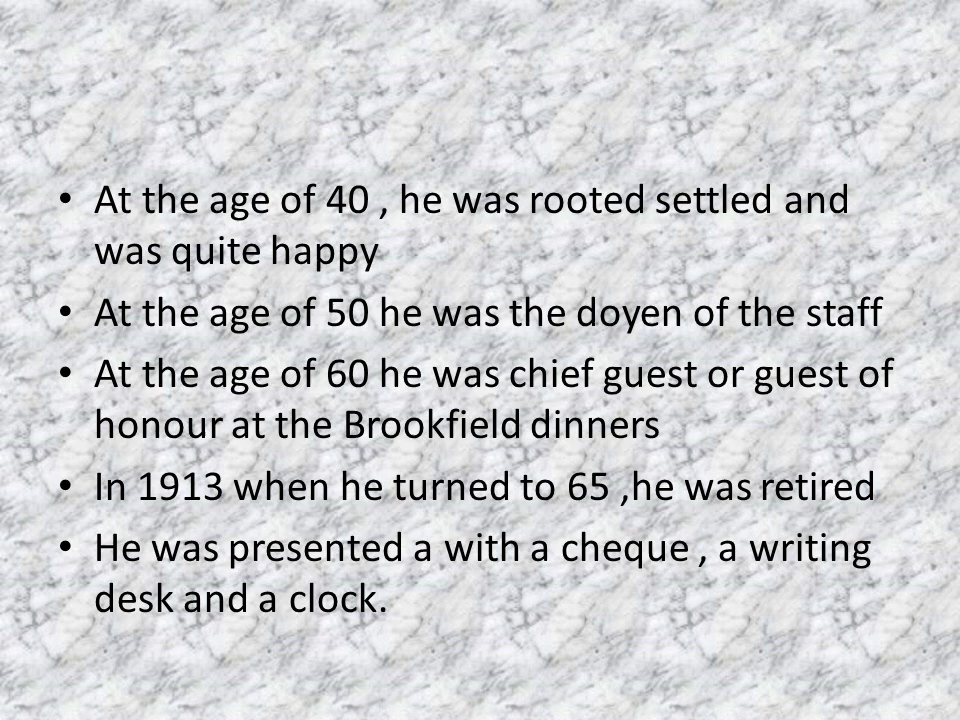 • At the age of 40 , he was rooted settled and
was quite happy
• At the age of 50 he was the doyen of the staff
• At the age of 60 he was chief guest or guest of
honour at the Brookfield dinners
• In 1913 when he turned to 65 ,he was retired
• He was presented a with a cheque , a writing
desk and a clock.